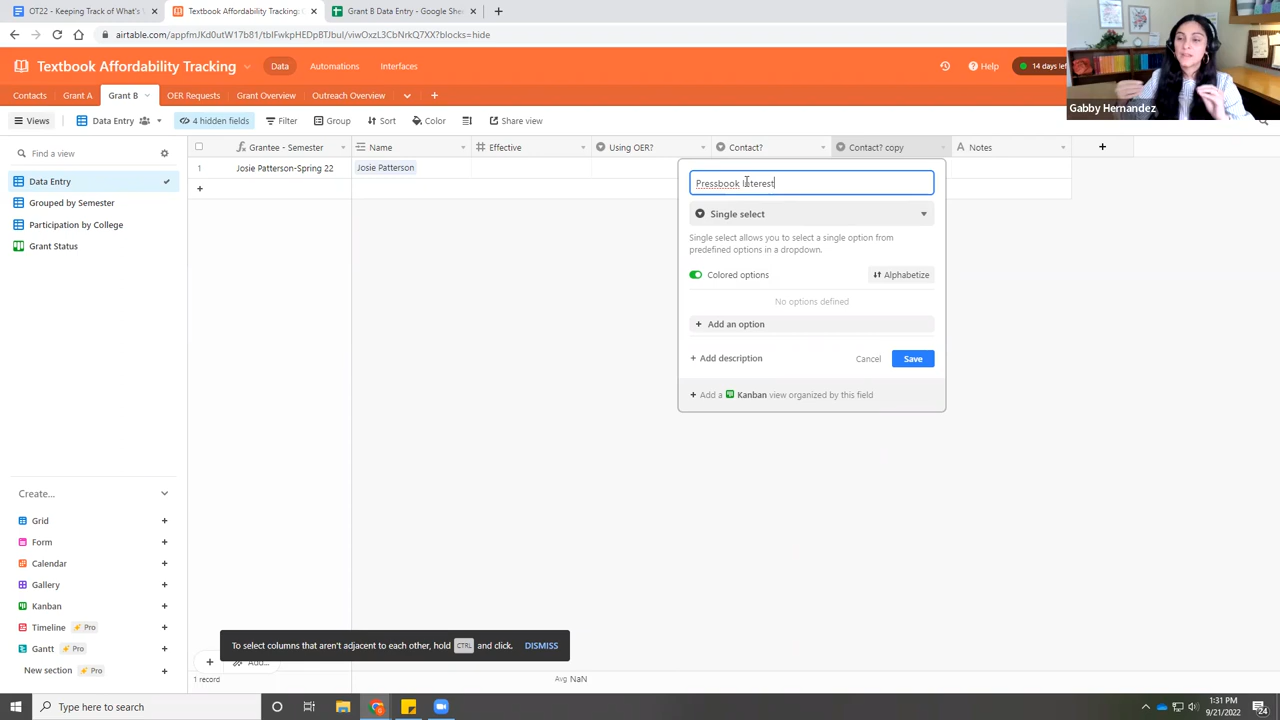 OT22 - Keeping Track of What's
Textbook Affordability Tracking:
Grant B Data Entry - Google She
airtable.com/appfmJKd0utW17b81/tblFwkpHEDpBTJbuI/viwOxzL3CbNrkQ7XX?blocks=hide
Textbook Affordability Tracking
Data
Automations
Interfaces
Help
14 days left
Gabby Hernandez
Contacts
Grant A
Grant B
OER Requests
Grant Overview
Outreach Overview
Views
Data Entry
4 hidden fields
Filter
Group
Sort
Color
Share view
Find a view
Grantee - Semester
Name
Effective
Using OER?
Contact?
Contact? copy
Notes
1
Josie Patterson-Spring 22
Josie Patterson
Data Entry
Grouped by Semester
Participation by College
Grant Status
Pressbook Interest
Single select
Single select allows you to select a single option from
predefined options in a dropdown.
Colored options
Alphabetize
No options defined
Add an option
Add description
Cancel
Save
Add a Kanban view organized by this field
Create...
Grid
Form
Calendar
Gallery
Kanban
Timeline Pro
Gantt Pro
New section Pro
To select columns that aren't adjacent to each other, hold CTRL and click. DISMISS
Add...
1 record
Avg NaN
Type here to search
1:31 PM
9/21/2022
24